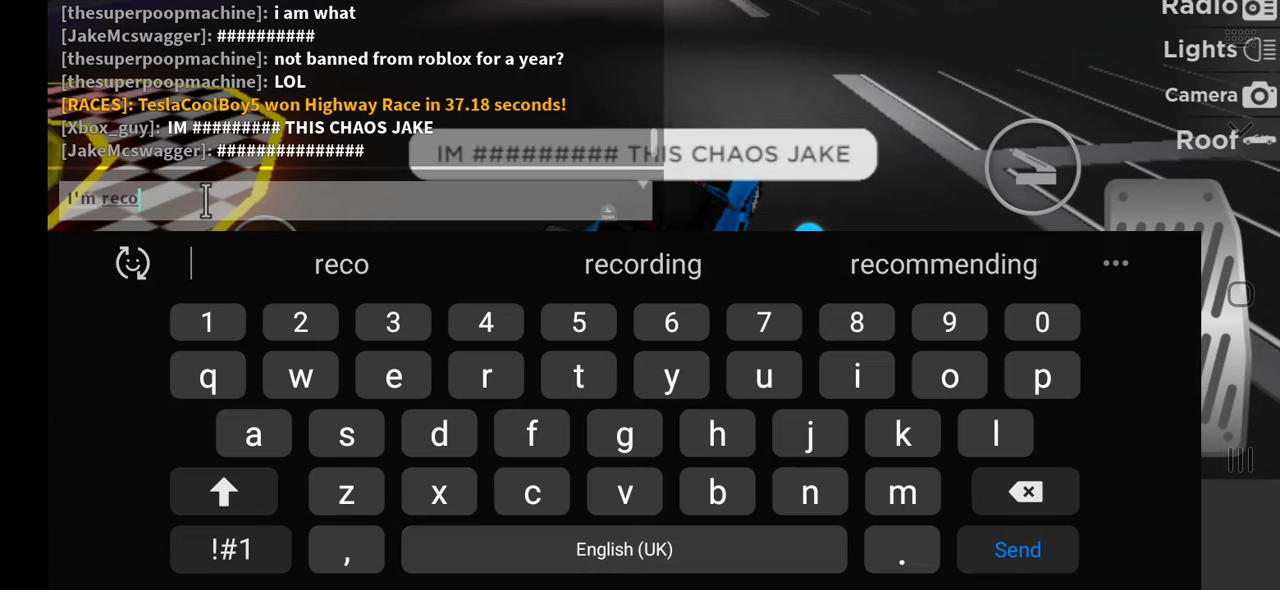 [thesuperpoopmachine]: i am what
[JakeMcswagger]: ##########
[thesuperpoopmachine]: not banned from roblox for a year?
[thesuperpoopmachine]: LOL
[RACES]: TeslaCoolBoy5 won Highway Race in 37.18 seconds!
[Xbox_guy]: IM ######### THIS CHAOS JAKE
[JakeMcswagger]: ###############
IM ######### THIS CHAOS JAKE
I'm reco
Open
Radio
Lights
Camera
Roof
reco recording recommending
1 2 3 4 5 6 7 8 9 0
q w e r t y u i o p
a s d f g h j k l
z x c v b n m
!#1 , English (UK) . Send